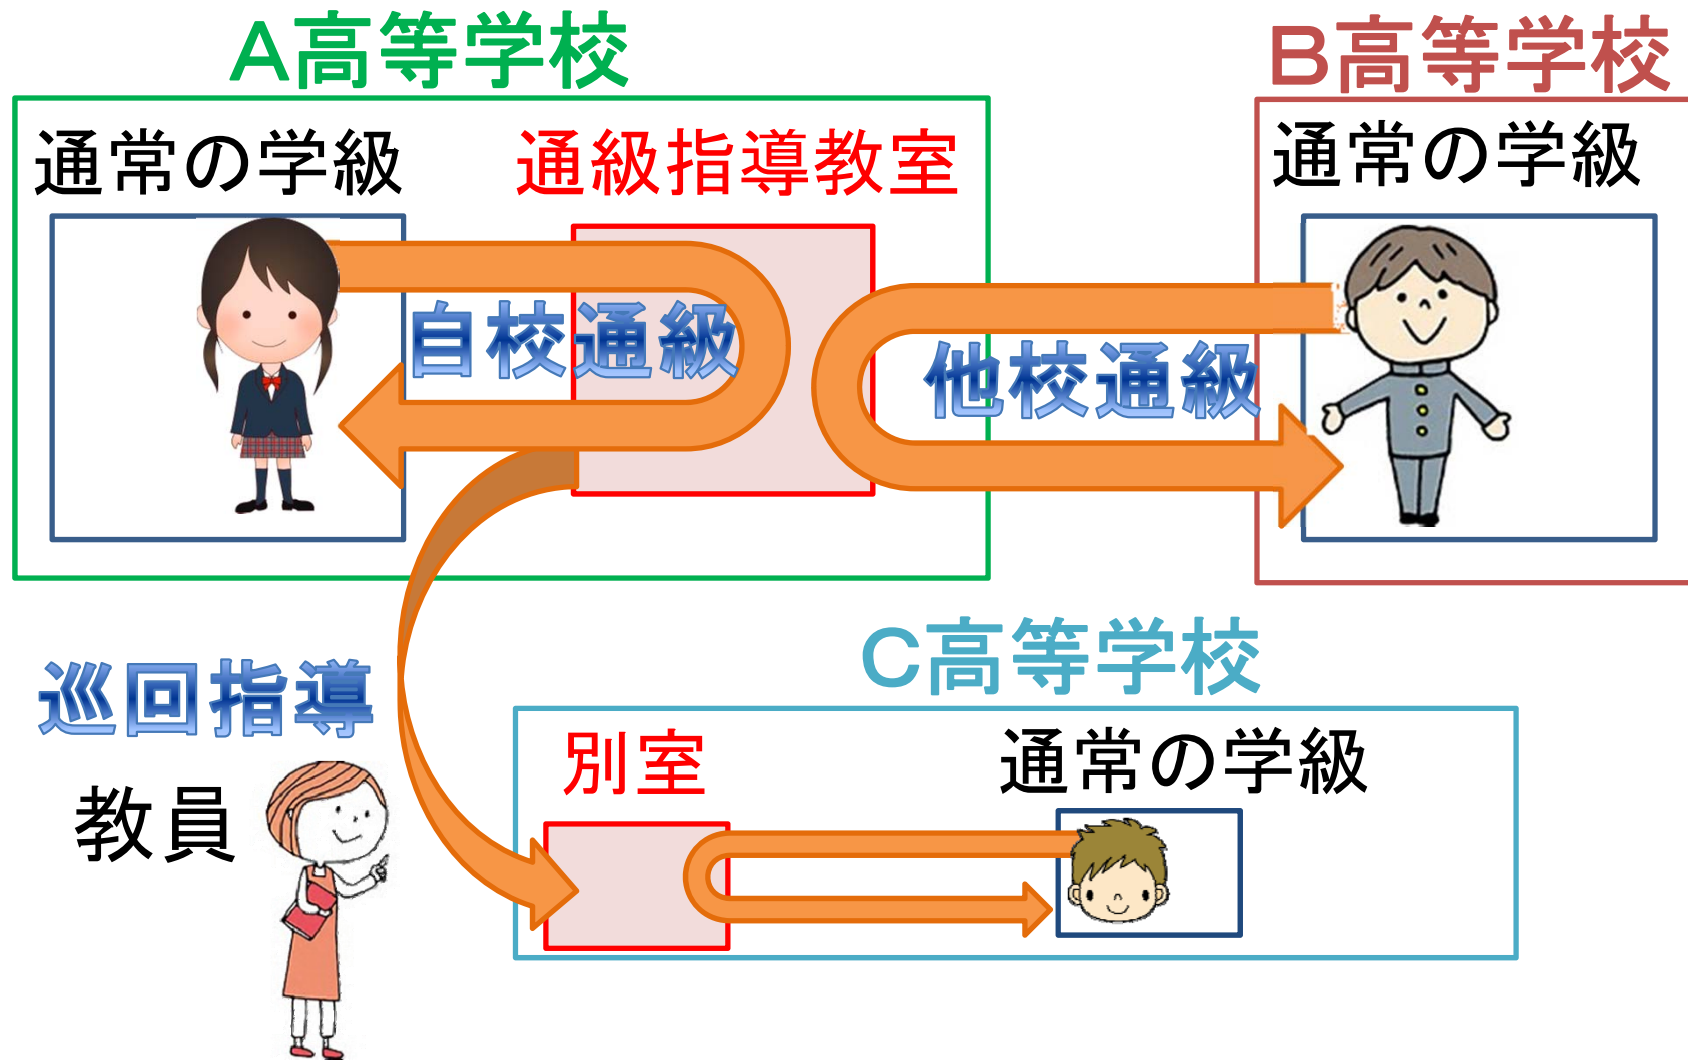 A高等学校
通常の学級
通級指導教室
自校通級
B高等学校
通常の学級
他校通級
巡回指導
教員
C高等学校
別室
通常の学級